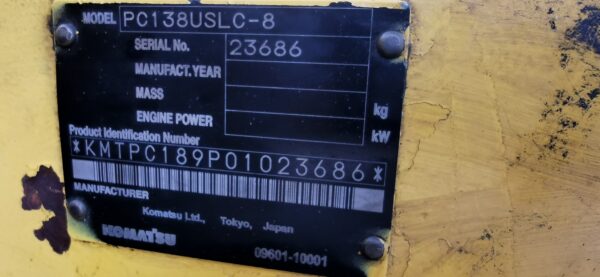 MODEL PC138USLC-8
SERIAL No. 23686
MANUFACT. YEAR
MASS kg
ENGINE POWER kW
Product Identification Number
*KMTPC189P01023686*
MANUFACTURER
Komatsu Ltd., Tokyo, Japan
KOMATSU 09601-10001